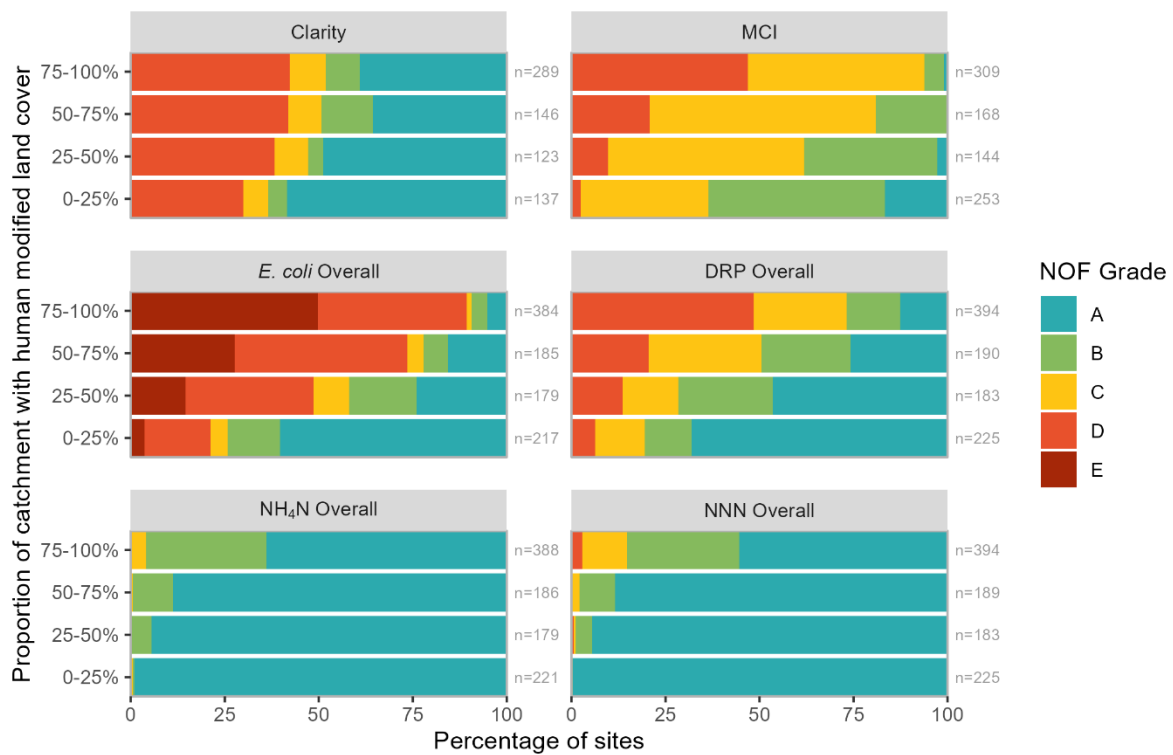 Clarity
MCI
75-100%
n=289
n=309
50-75%
n=146
n=168
25-50%
n=123
n=144
0-25%
n=137
n=253
E. coli Overall
DRP Overall
75-100%
n=384
n=394
50-75%
n=185
n=190
25-50%
n=179
n=183
0-25%
n=217
n=225
NH₄N Overall
NNN Overall
75-100%
n=388
n=394
50-75%
n=186
n=189
25-50%
n=179
n=183
0-25%
n=221
n=225
0 25 50 75 100
0 25 50 75 100
Percentage of sites
Proportion of catchment with human modified land cover
NOF Grade
A
B
C
D
E